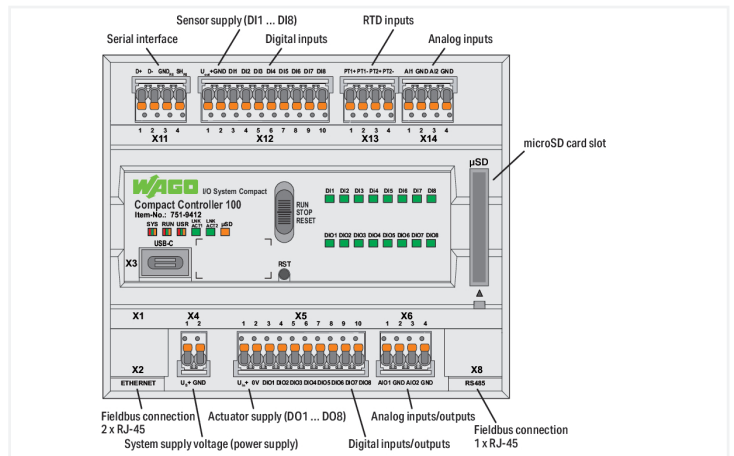 Sensor supply (DI1 ... DI8)
Serial interface
Digital inputs
RTD inputs
Analog inputs
D+ D- GND SH
U +GND DI1 DI2 DI3 DI4 DI5 DI6 DI7 DI8
PT1+ PT1- PT2+ PT2-
AI1 GND AI2 GND
1 2 3 4
1 2 3 4 5 6 7 8 9 10
1 2 3 4
1 2 3 4
X11 X12 X13 X14
microSD card slot
µSD
WAGO I/O System Compact
Compact Controller 100
Item-No.: 751-9412
SYS RUN USR LNK ACT1 LNK ACT2 µSD
RUN
STOP
RESET
DI1 DI2 DI3 DI4 DI5 DI6 DI7 DI8
DIO1 DIO2 DIO3 DIO4 DIO5 DIO6 DIO7 DIO8
USB-C
X3
RST
X1 X4 X5 X6
1 2
1 2 3 4 5 6 7 8 9 10
1 2 3 4
X2 X8
ETHERNET
U +GND
U + 0V DIO1 DIO2 DIO3 DIO4 DIO5 DIO6 DIO7 DIO8
AIO1 GND AIO2 GND
RS485
Fieldbus connection
2 x RJ-45
Actuator supply (DO1 ... DO8)
Analog inputs/outputs
System supply voltage (power supply)
Digital inputs/outputs
Fieldbus connection
1 x RJ-45